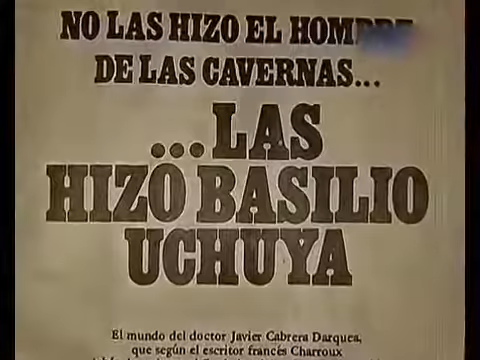 NO LAS HIZO EL HOMBRE
DE LAS CAVERNAS...
...LAS
HIZO BASILIO
UCHUYA
El mundo del doctor Javier Cabrera Darquea,
que según el escritor francés Charroux